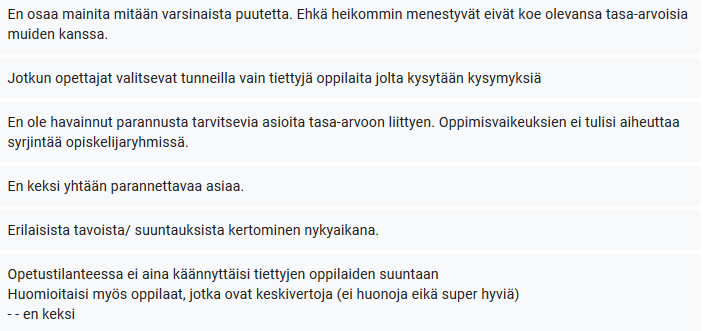 En osaa mainita mitään varsinaista puutetta. Ehkä heikommin menestyvät eivät koe olevansa tasa-arvoisia
muiden kanssa.
Jotkun opettajat valitsevat tunneilla vain tiettyjä oppilaita jolta kysytään kysymyksiä
En ole havainnut parannusta tarvitsevia asioita tasa-arvoon liittyen. Oppimisvaikeuksien ei tulisi aiheuttaa
syrjintää opiskelijaryhmissä.
En keksi yhtään parannettavaa asiaa.
Erilaisista tavoista/ suuntauksista kertominen nykyaikana.
Opetustilanteessa ei aina käännyttäisi tiettyjen oppilaiden suuntaan
Huomioitaisi myös oppilaat, jotka ovat keskivertoja (ei huonoja eikä super hyviä)
- - en keksi